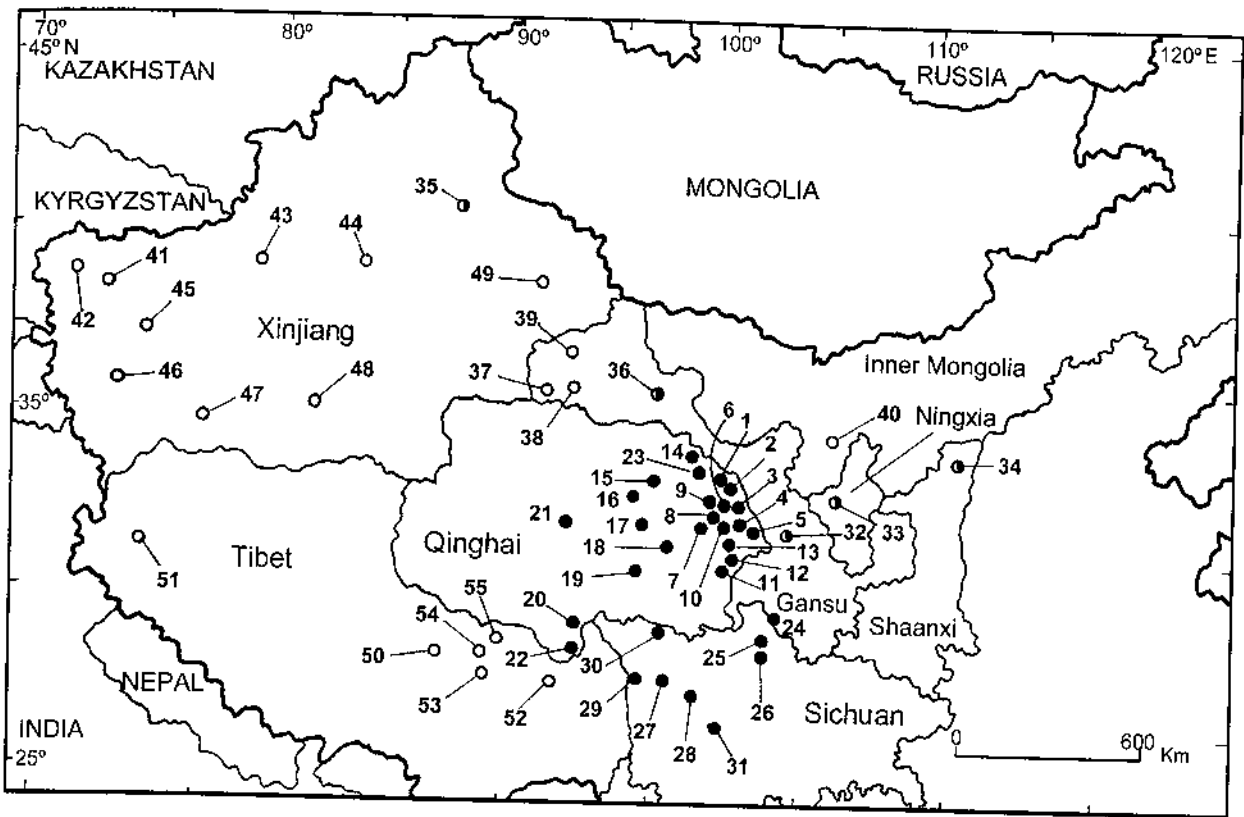 70° 80° 90° 100° 110° 120° E
45° N
KAZAKHSTAN
RUSSIA
KYRGYZSTAN
MONGOLIA
35
43 44
41
42
45
49
Xinjiang
39
Inner Mongolia
46
37 36
35°
47 48
38
6 1
40 Ningxia
14 2
23 3
34
15
9 4
16
8 5
21 17
32 33
Qinghai
18
13
Tibet
51
7 12
19
10 11
Gansu
20
55
24
54
Shaanxi
50
22 30 25
NEPAL
53
52 29 27 26
Sichuan
28
31
INDIA
0 600 Km
25°